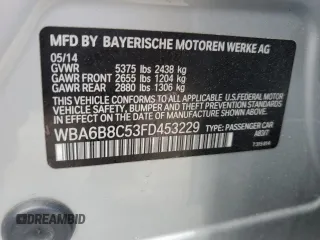 MFD BY BAYERISCHE MOTOREN WERKE AG
05/14
GVWR 5375 lbs 2438 kg
GAWR FRONT 2655 lbs 1204 kg
GAWR REAR 2880 lbs 1306 kg
THIS VEHICLE CONFORMS TO ALL APPLICABLE U.S. FEDERAL MOTOR
VEHICLE SAFETY, BUMPER, AND THEFT PREVENTION STANDARDS
IN EFFECT ON THE DATE OF MANUFACTURE SHOWN ABOVE.
WBA6B8C53FD453229 TYPE: PASSENGER CAR
DREAMBID